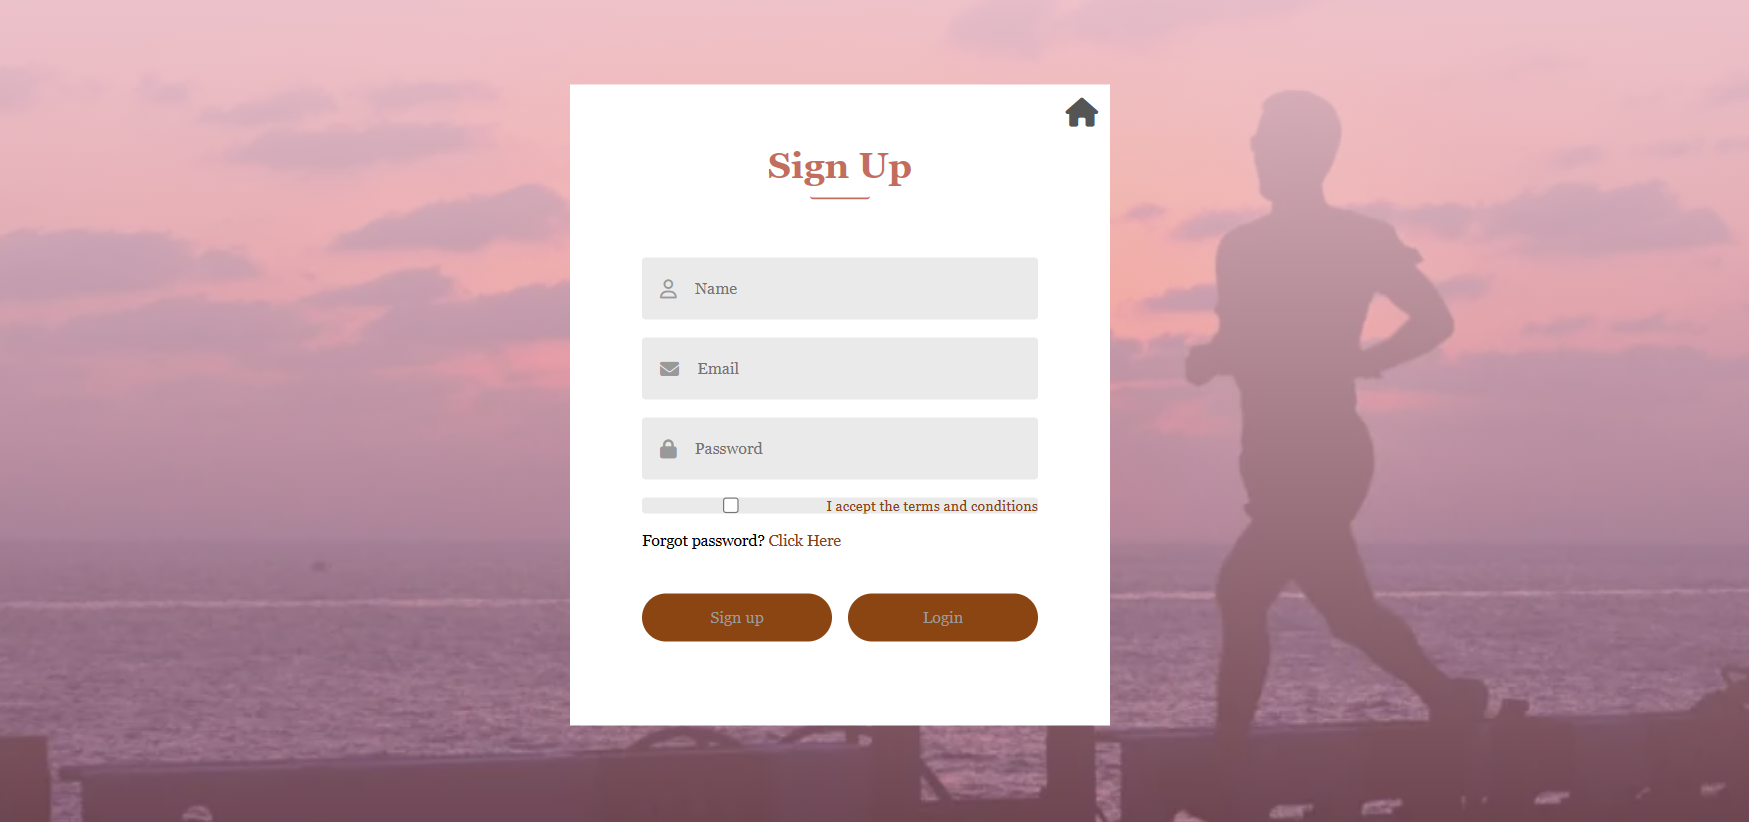 Sign Up
Name
Email
Password
I accept the terms and conditions
Forgot password? Click Here
Sign up Login